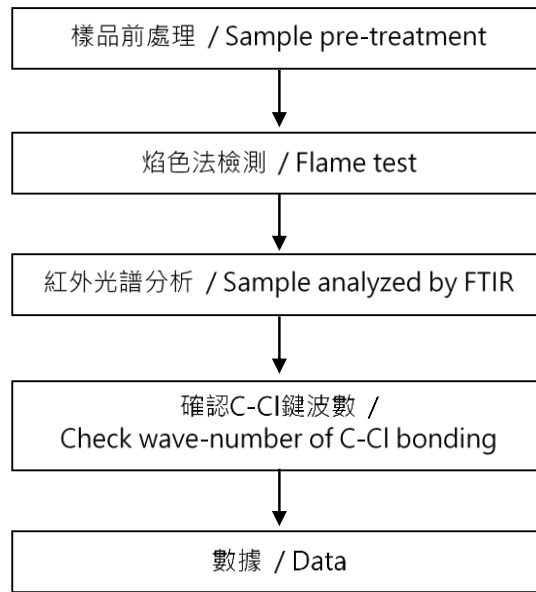 樣品前處理 / Sample pre-treatment
焰色法檢測 / Flame test
紅外光譜分析 / Sample analyzed by FTIR
確認C-Cl鍵波數 /
Check wave-number of C-Cl bonding
數據 / Data